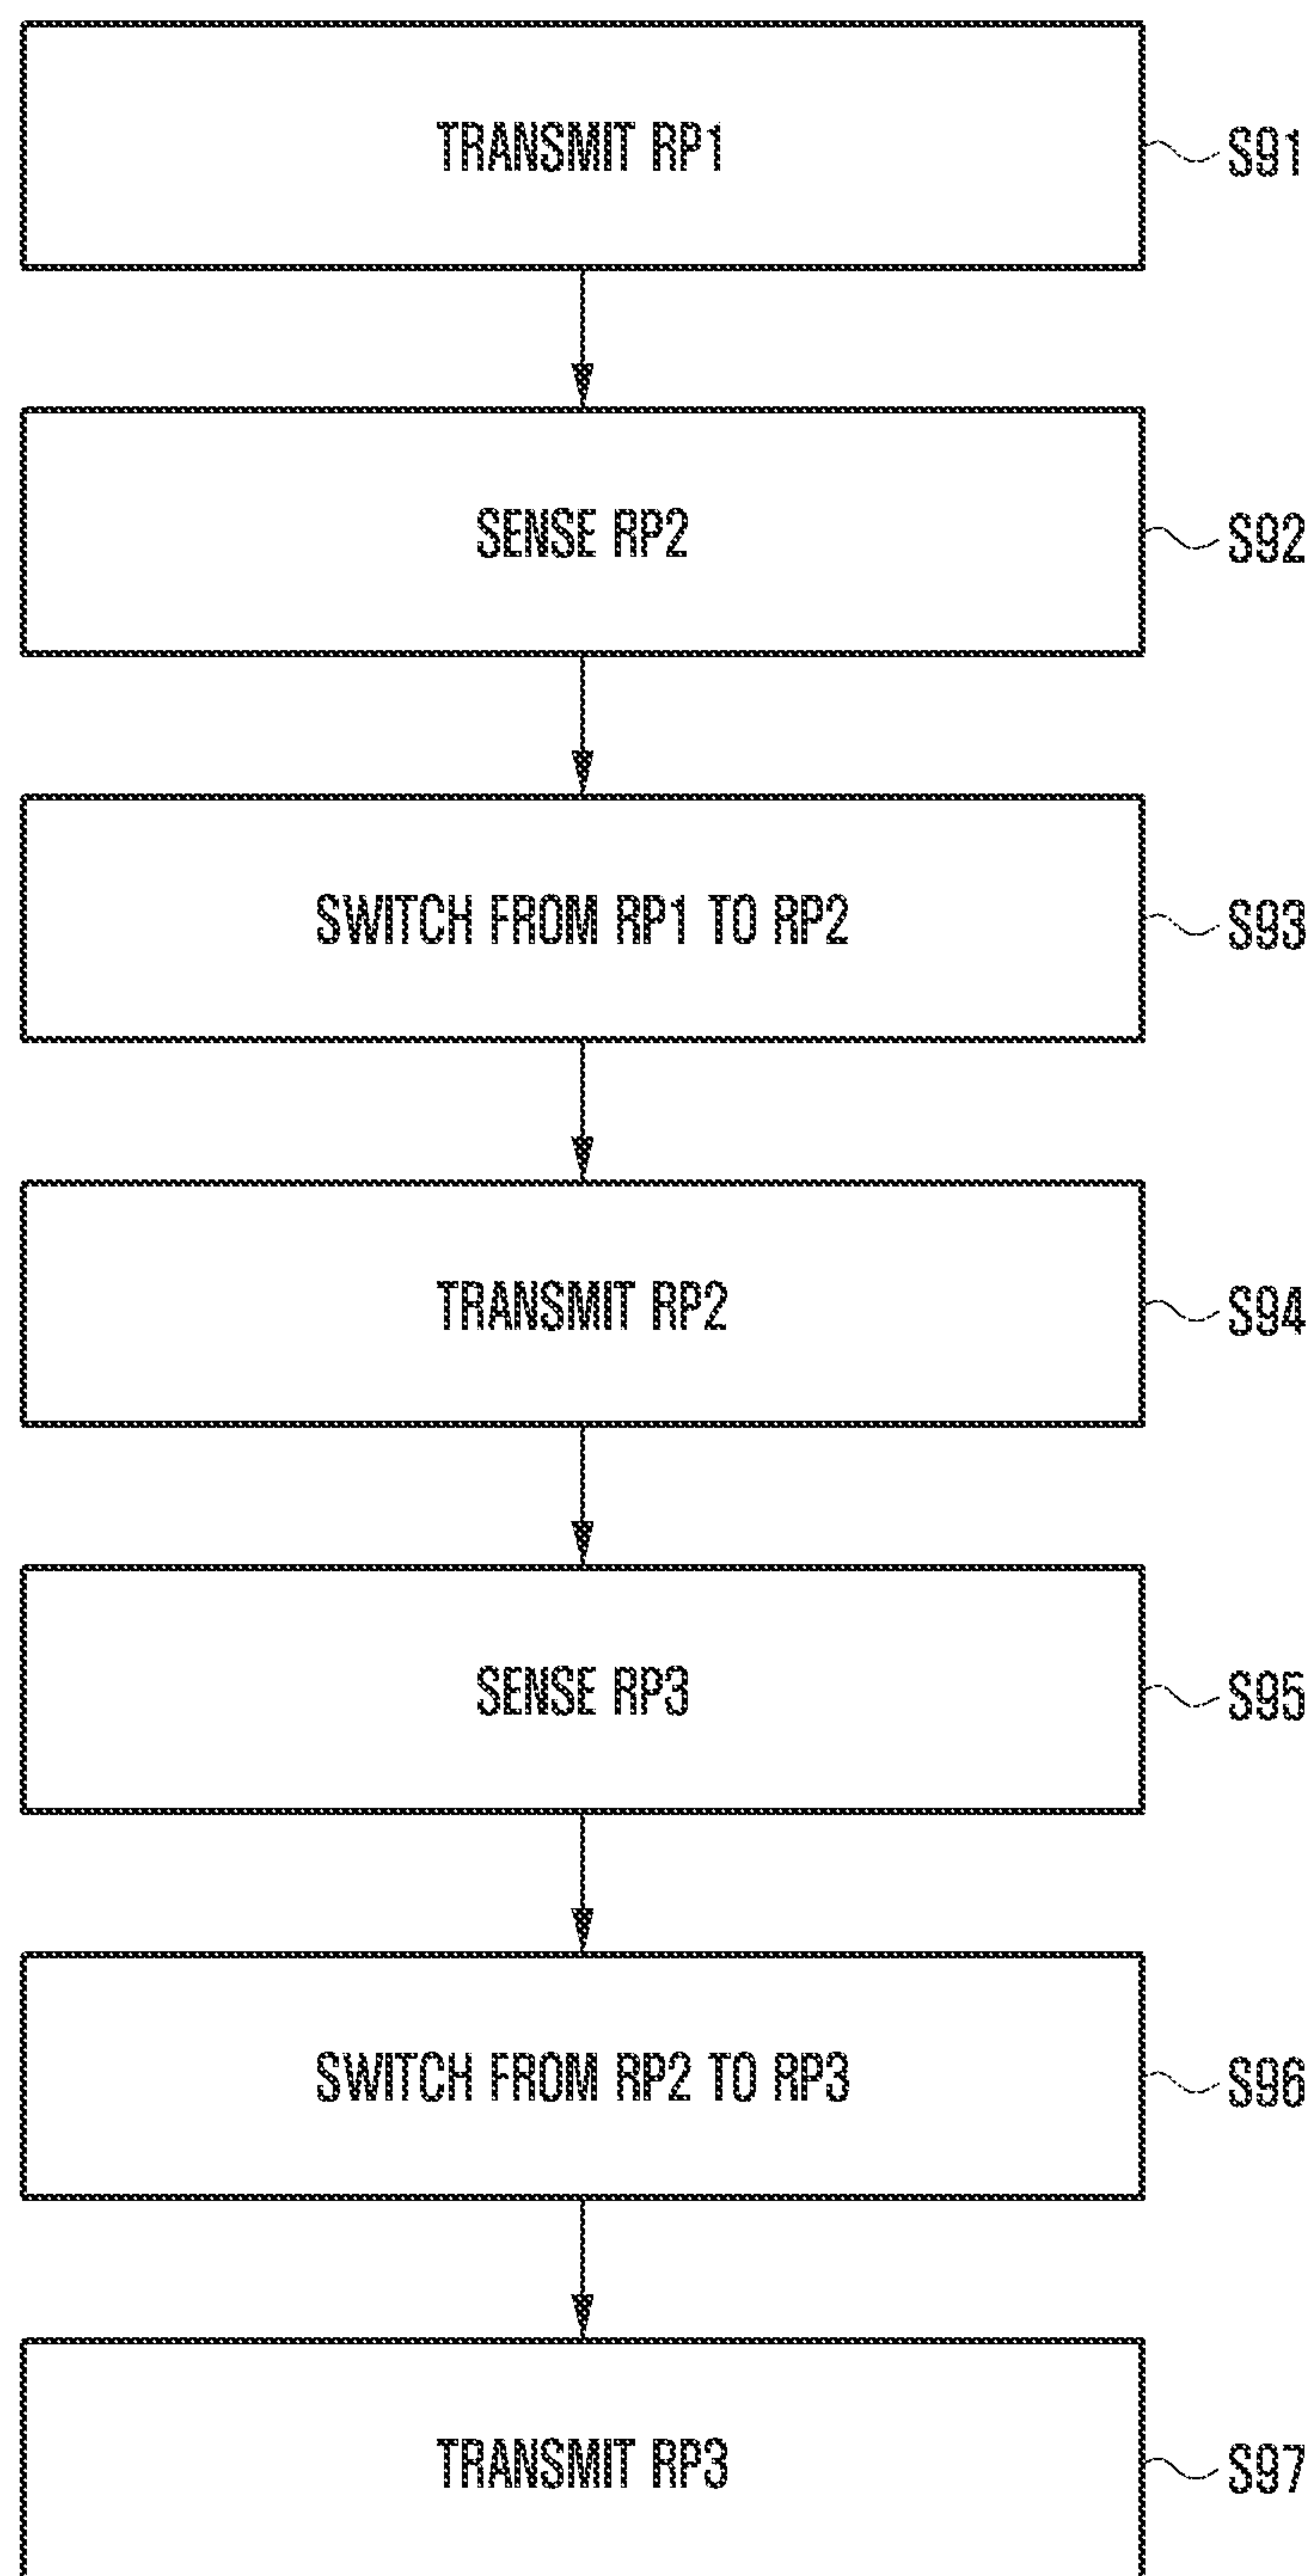 TRANSMIT RP1
S91
SENSE RP2
S92
SWITCH FROM RP1 TO RP2
S93
TRANSMIT RP2
S94
SENSE RP3
S95
SWITCH FROM RP2 TO RP3
S96
TRANSMIT RP3
S97